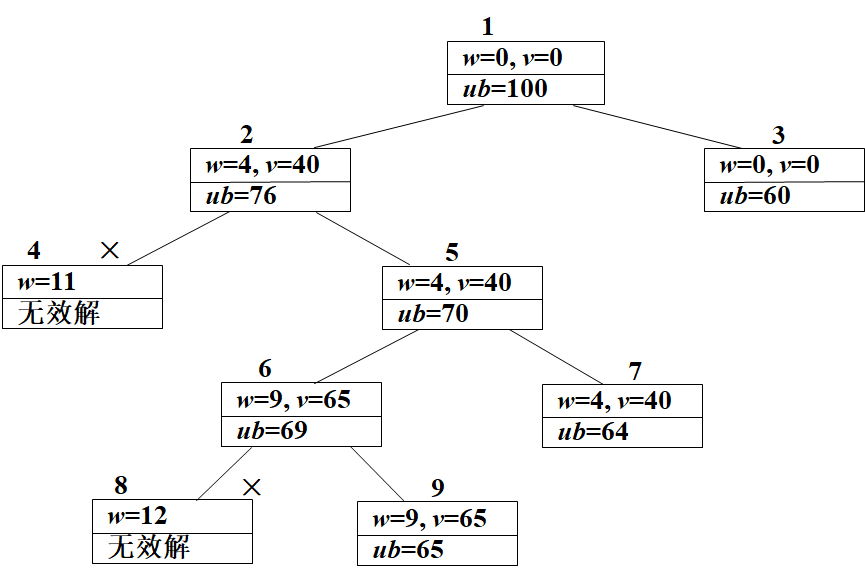 1
w=0, v=0
ub=100
2
w=4, v=40
ub=76
3
w=0, v=0
ub=60
4
×
w=11
无效解
5
w=4, v=40
ub=70
6
w=9, v=65
ub=69
7
w=4, v=40
ub=64
8
×
w=12
无效解
9
w=9, v=65
ub=65